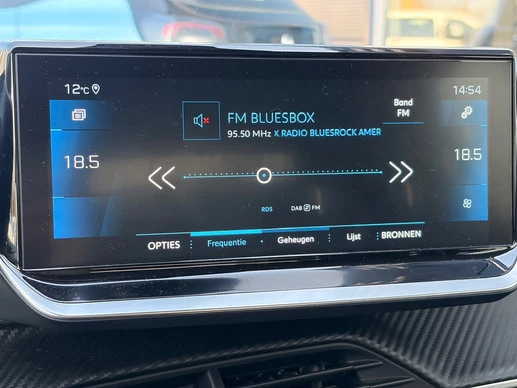 12°C 14:54
FM BLUESBOX
Band
FM
95.50 MHz X RADIO BLUESROCK AMER
18.5 18.5
RDS DAB FM
OPTIES Frequentie Geheugen Lijst BRONNEN